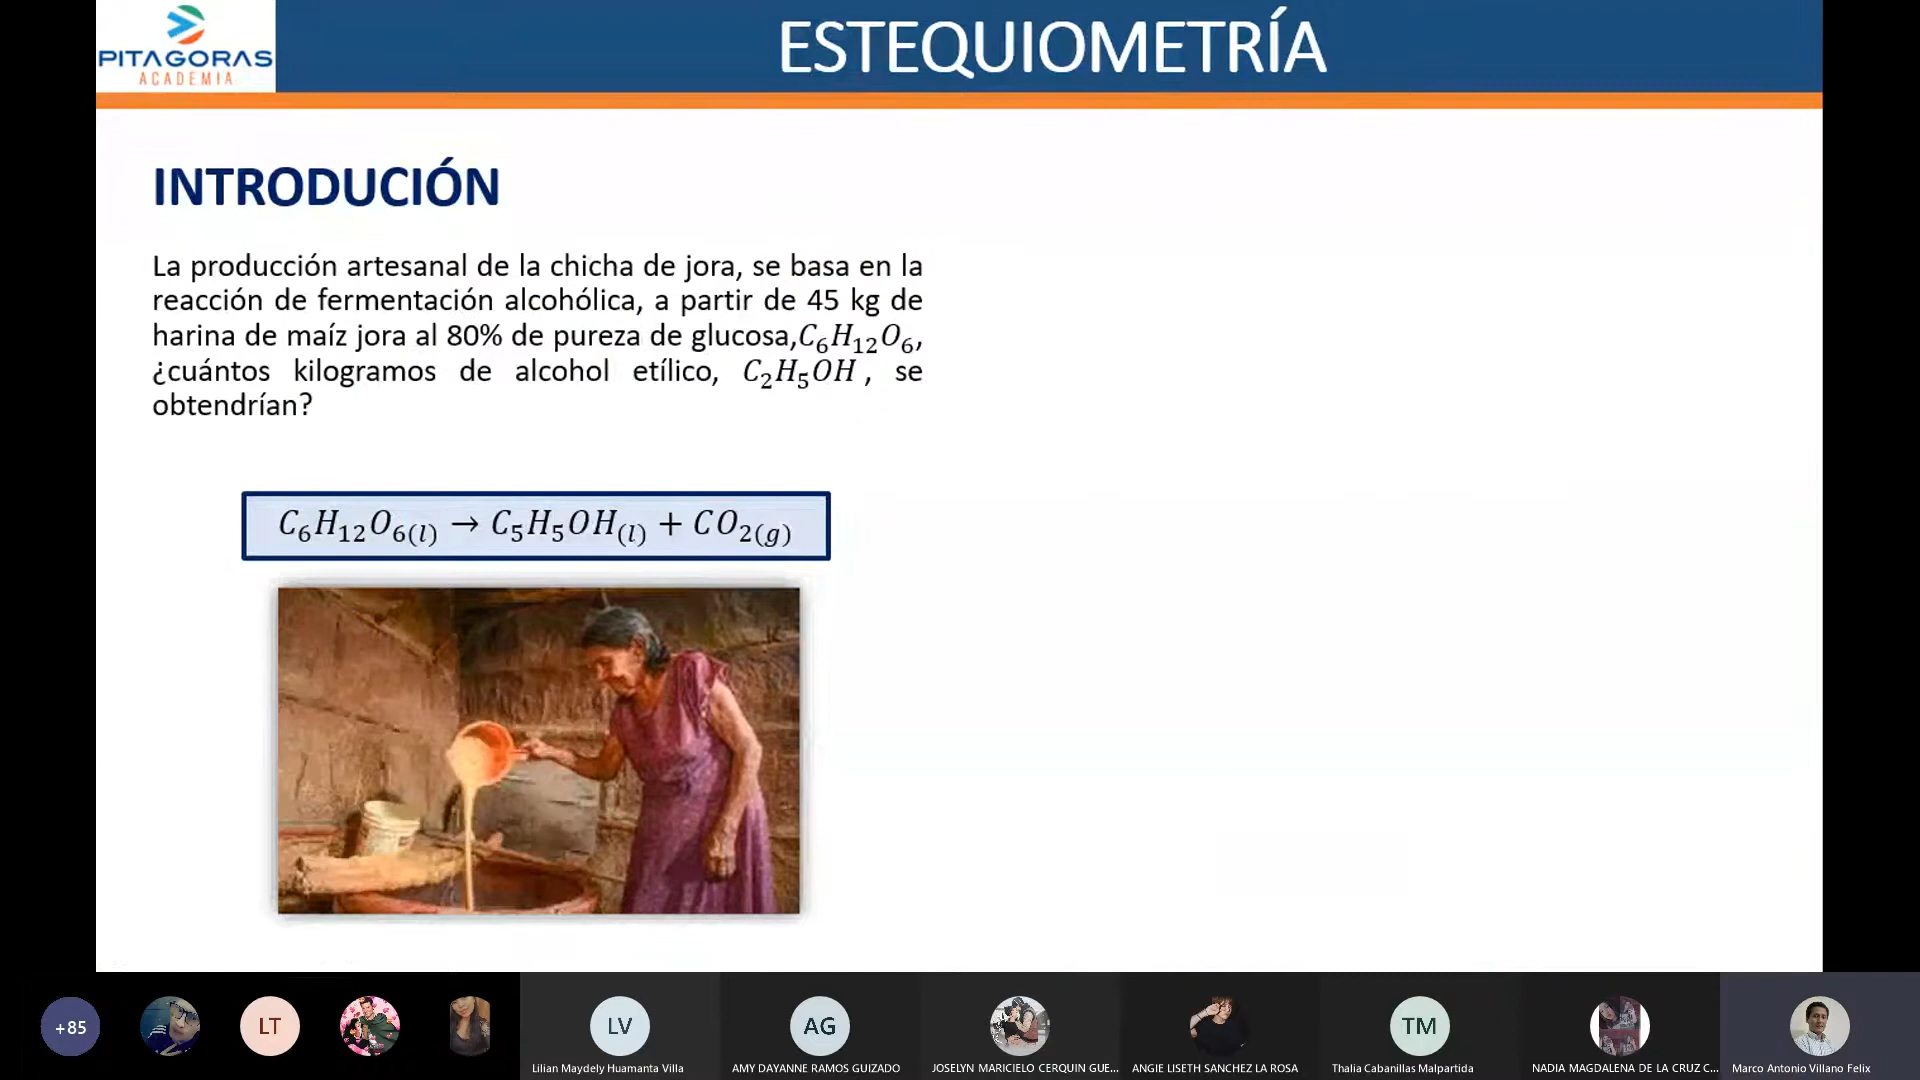 PITAGORAS
ACADEMIA
ESTEQUIOMETRÍA
INTRODUCIÓN
La producción artesanal de la chicha de jora, se basa en la
reacción de fermentación alcohólica, a partir de 45 kg de
harina de maíz jora al 80% de pureza de glucosa,C₆H₁₂O₆,
¿cuántos kilogramos de alcohol etílico, C₂H₅OH , se
obtendrían?
C₆H₁₂O₆₍l₎ → C₅H₅OH₍l₎ + CO₂₍g₎
+85
LT
LV
AG
TM
Lilian Maydely Huamanta Villa
AMY DAYANNE RAMOS GUIZADO
JOSELYN MARICIELO CERQUIN GUE...
ANGIE LISETH SANCHEZ LA ROSA
Thalia Cabanillas Malpartida
NADIA MAGDALENA DE LA CRUZ C...
Marco Antonio Villano Felix